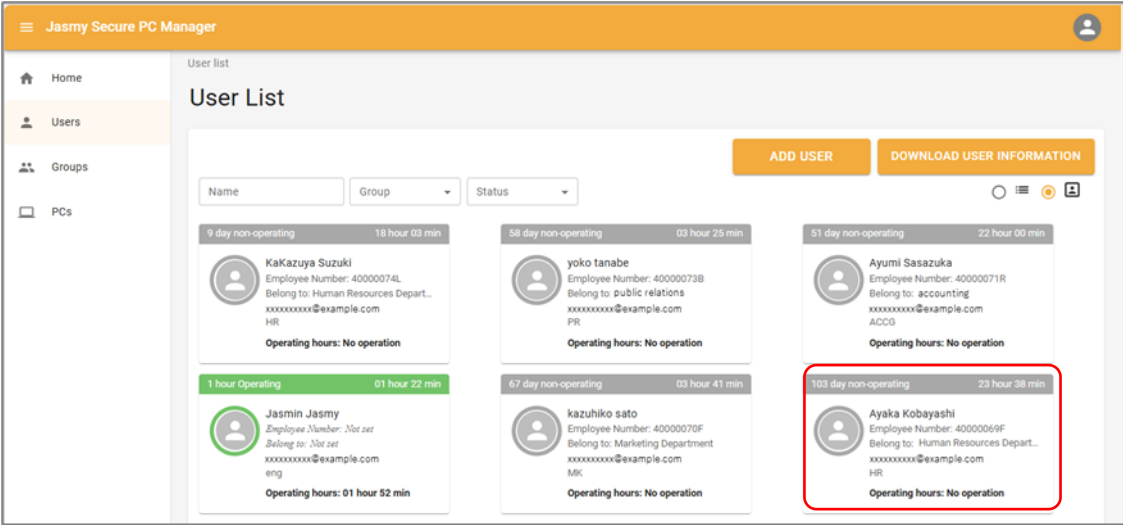 Jasmy Secure PC Manager
Home
Users
Groups
PCs
User list
User List
ADD USER
DOWNLOAD USER INFORMATION
Name
Group
Status
9 day non-operating 18 hour 03 min
KaKazuya Suzuki
Employee Number: 40000074L
Belong to: Human Resources Depart...
xxxxxxxxxx@example.com
HR
Operating hours: No operation
58 day non-operating 03 hour 25 min
yoko tanabe
Employee Number: 40000073B
Belong to: public relations
xxxxxxxxxx@example.com
PR
Operating hours: No operation
51 day non-operating 22 hour 00 min
Ayumi Sasazuka
Employee Number: 40000071R
Belong to: accounting
xxxxxxxxxx@example.com
ACCG
Operating hours: No operation
1 hour Operating 01 hour 22 min
Jasmin Jasmy
Employee Number: Not set
Belong to: Not set
xxxxxxxxxx@example.com
eng
Operating hours: 01 hour 52 min
67 day non-operating 03 hour 41 min
kazuhiko sato
Employee Number: 40000070F
Belong to: Marketing Department
xxxxxxxxxx@example.com
MK
Operating hours: No operation
103 day non-operating 23 hour 38 min
Ayaka Kobayashi
Employee Number: 40000069F
Belong to: Human Resources Depart...
xxxxxxxxxx@example.com
HR
Operating hours: No operation